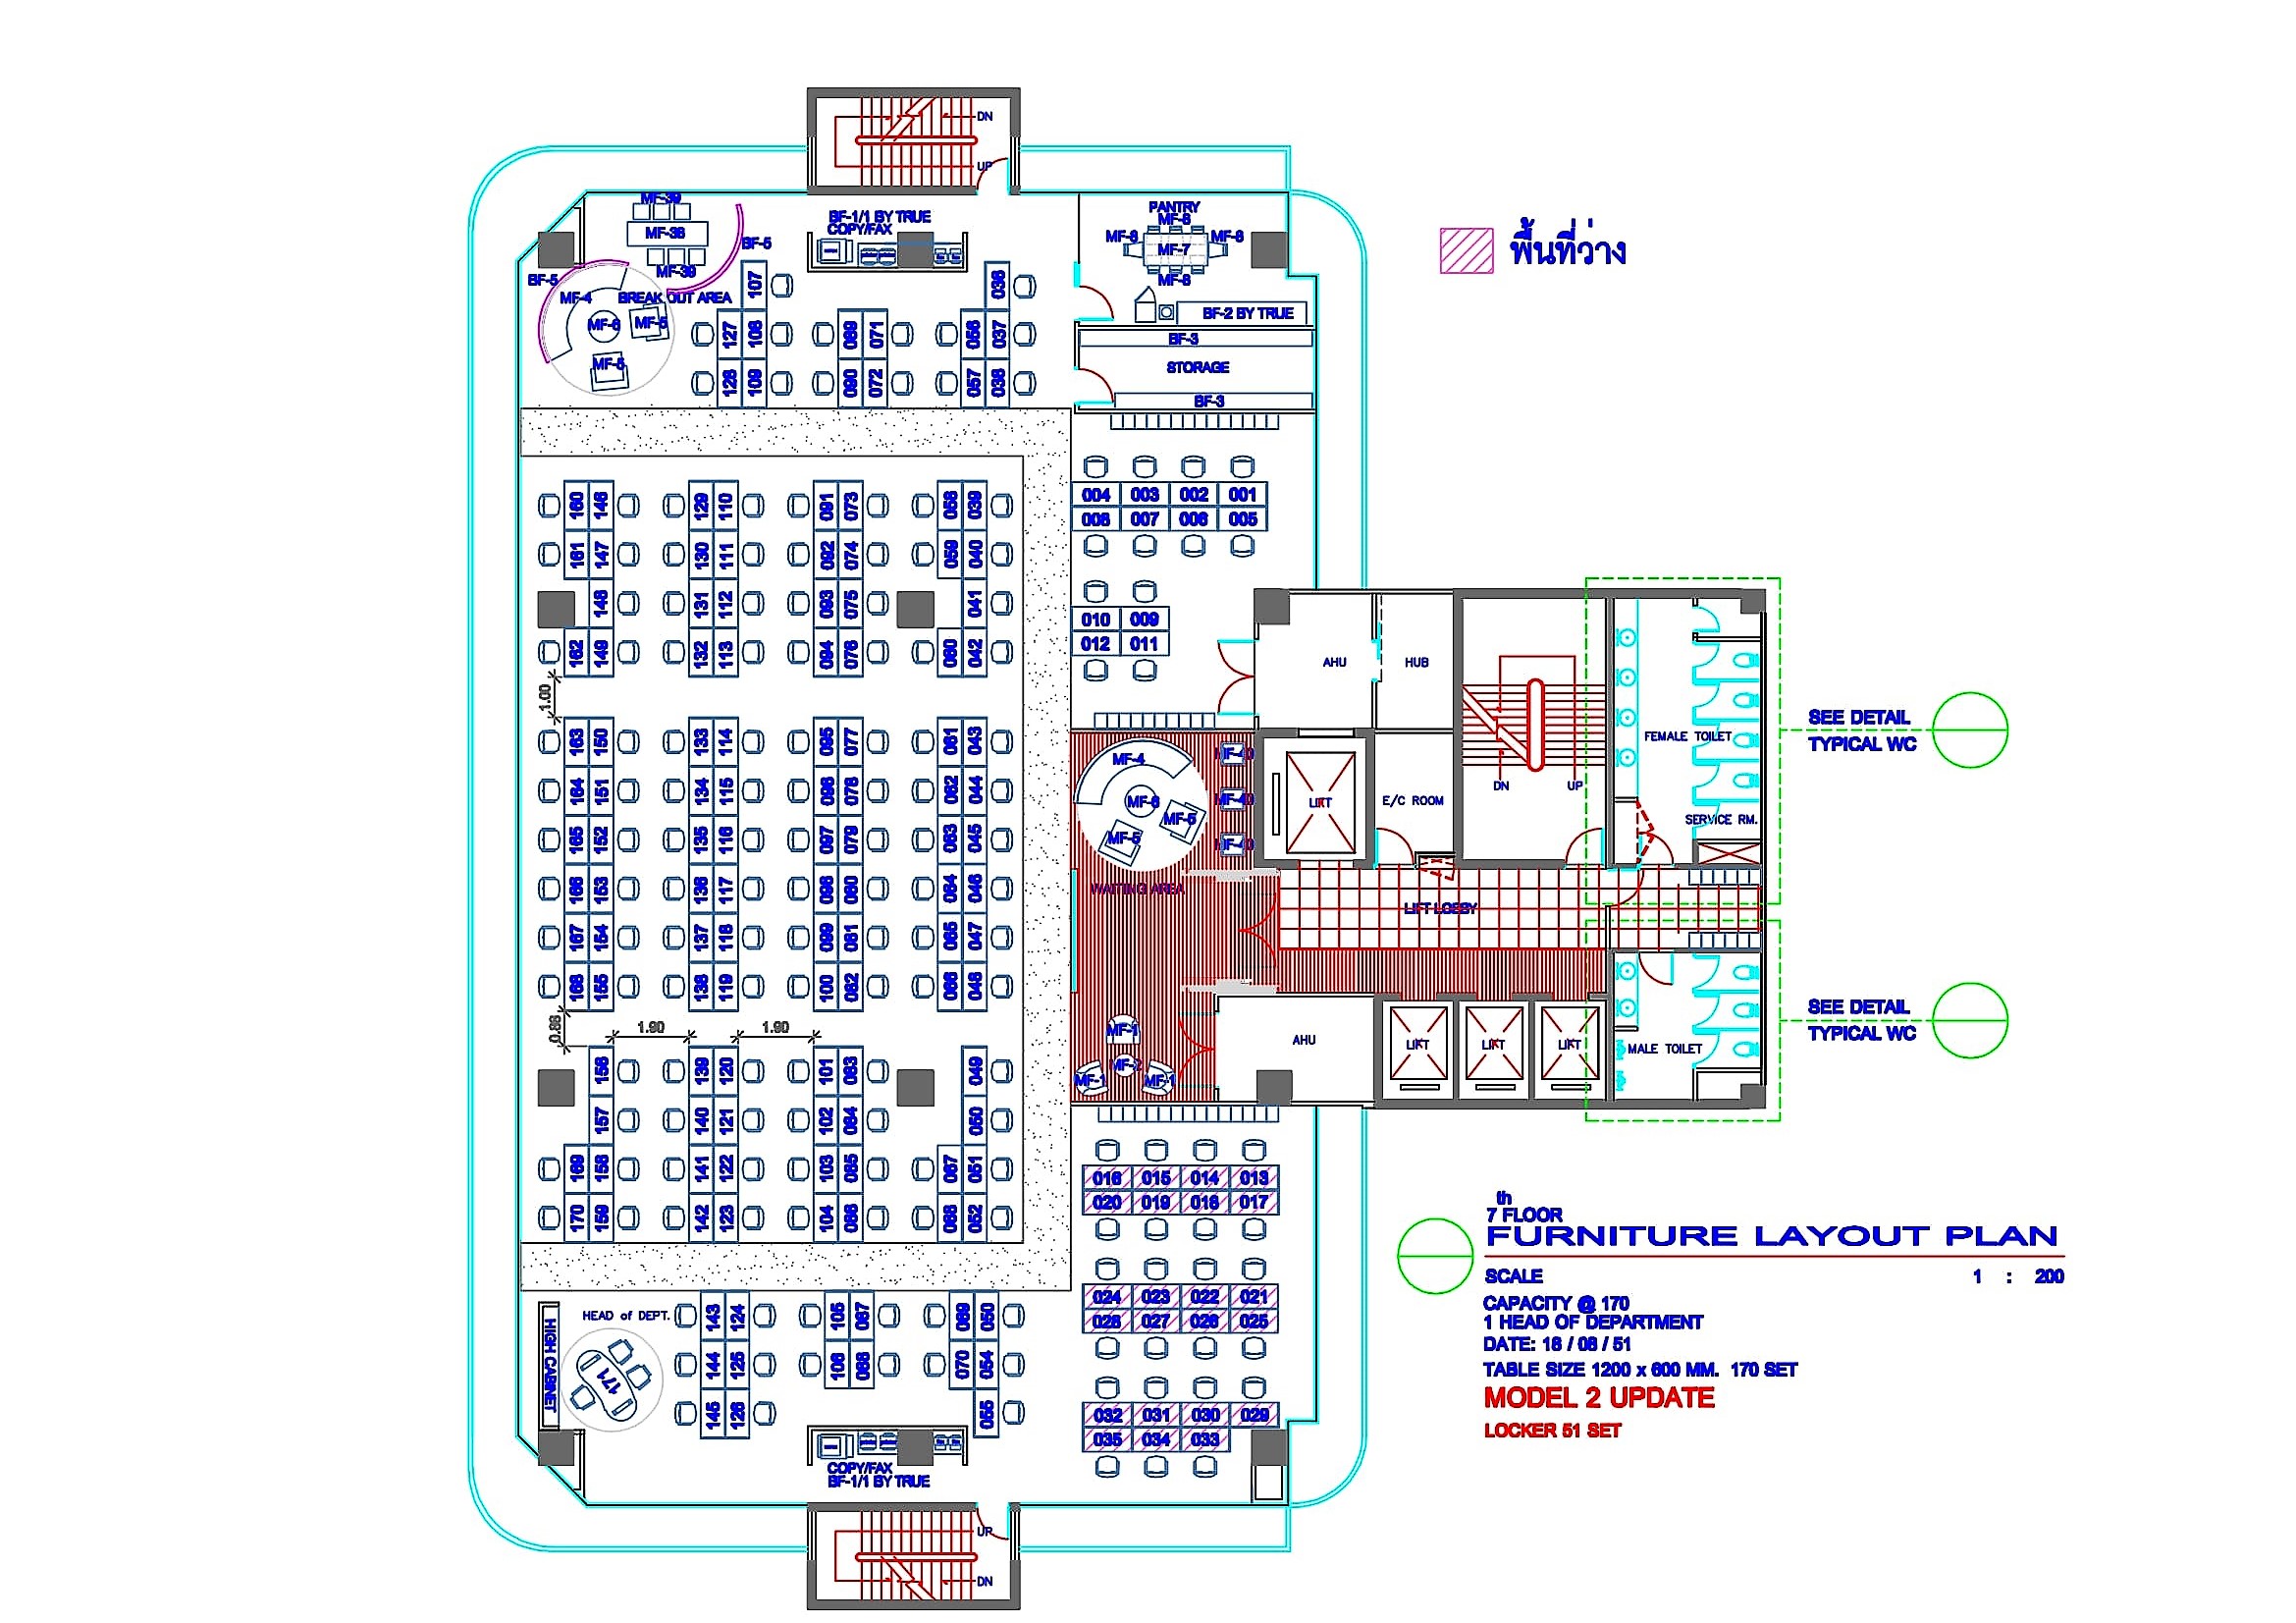 DN
UP
MF-39
MF-38
MF-39
BF-5
BF-5
MF-4
BREAK OUT AREA
MF-6
MF-5
MF-5
BF-1/1 BY TRUE
COPY/FAX
PANTRY
MF-8
MF-8
MF-7
MF-8
MF-8
BF-2 BY TRUE
BF-3
STORAGE
BF-3
พื้นที่ว่าง
107
036
127 108 089 071 056 037
128 109 090 072 057 038
004 003 002 001
008 007 006 005
160 146 129 110 091 073 058 039
161 147 130 111 092 074 059 040
148 131 112 093 075 041
162 149 132 113 094 076 060 042
010 009
012 011
1.00
AHU
HUB
163 150 133 114 095 077 061 043
164 151 134 115 096 078 062 044
165 152 135 116 097 079 063 045
166 153 136 117 098 080 064 046
167 154 137 118 099 081 065 047
168 155 138 119 100 082 066 048
MF-4
MF-6
MF-5
MF-5
MF-40
MF-40
MF-40
WAITING AREA
LIFT
E/C ROOM
DN
UP
FEMALE TOILET
SERVICE RM.
SEE DETAIL
TYPICAL WC
LIFT LOBBY
SEE DETAIL
TYPICAL WC
MALE TOILET
LIFT
LIFT
LIFT
AHU
MF-1
MF-2
MF-1
MF-1
0.86
1.90
1.90
156 139 120 101 083 049
157 140 121 102 084 050
169 158 141 122 103 085 067 051
170 159 142 123 104 086 068 052
016 015 014 013
020 019 018 017
024 023 022 021
028 027 026 025
032 031 030 029
035 034 033
HEAD of DEPT.
HIGH CABINET
171
143 124 105 087 069 050
144 125 106 088 070 054
145 126 055
COPY/FAX
BF-1/1 BY TRUE
UP
DN
th
7 FLOOR
FURNITURE LAYOUT PLAN
SCALE 1 : 200
CAPACITY @ 170
1 HEAD OF DEPARTMENT
DATE: 18 / 08 / 51
TABLE SIZE 1200 x 600 MM. 170 SET
MODEL 2 UPDATE
LOCKER 51 SET